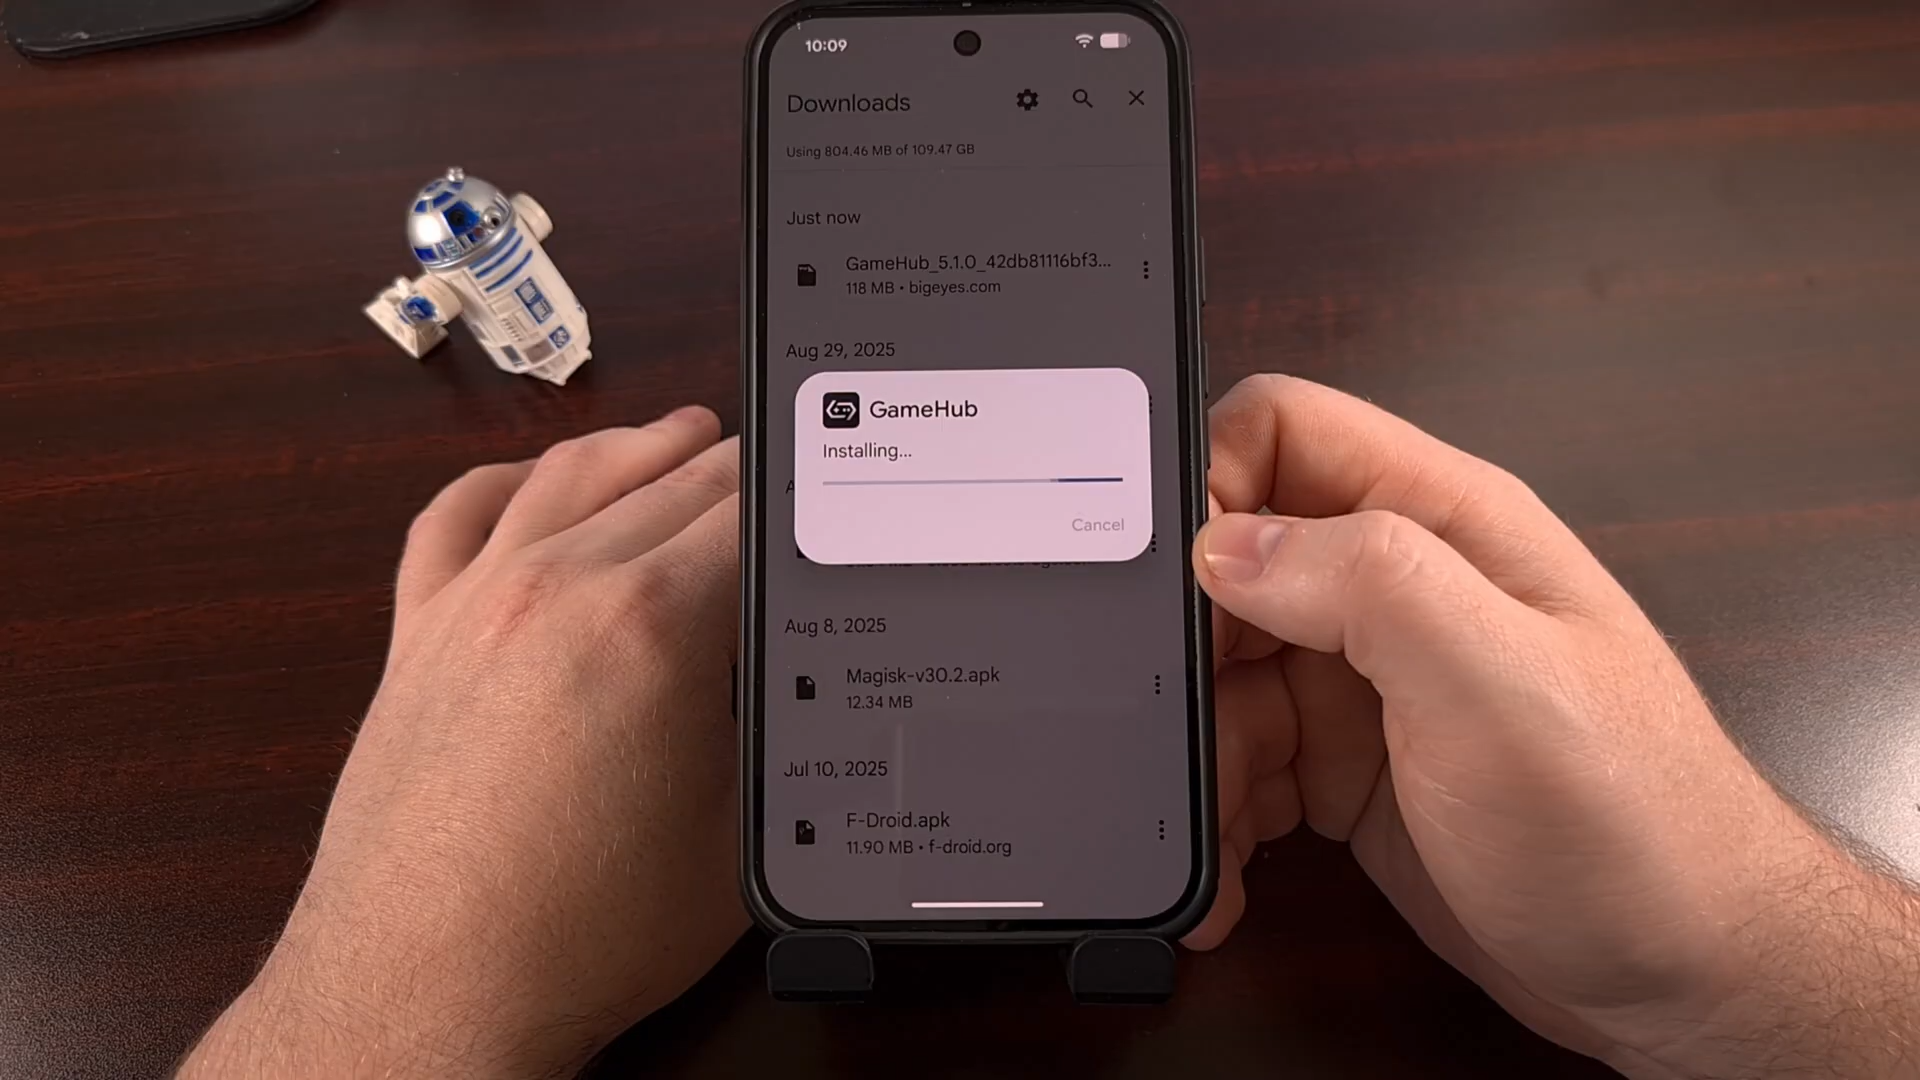 10:09
Downloads
Using 804.46 MB of 109.47 GB
Just now
GameHub_5.1.0_42db81116bf3...
118 MB • bigeyes.com
Aug 29, 2025
GameHub
Installing...
Cancel
Aug 8, 2025
Magisk-v30.2.apk
12.34 MB
Jul 10, 2025
F-Droid.apk
11.90 MB • f-droid.org